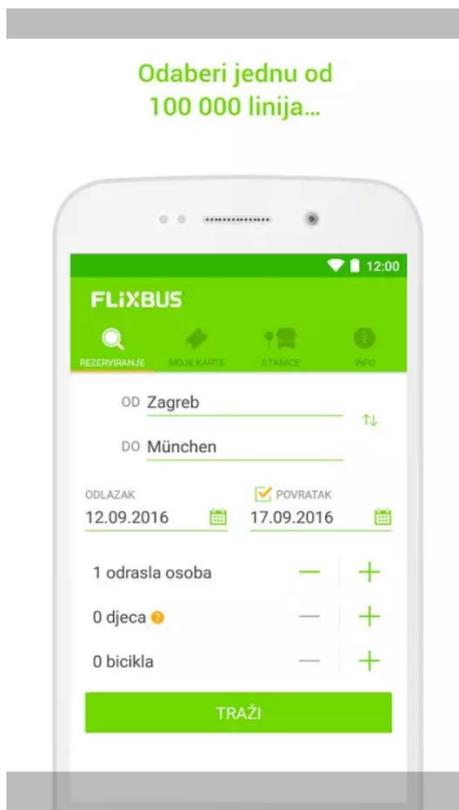 Odaberi jednu od
100 000 linija...
12:00
FLiXBUS
REZERVIRANJE MOJE KARTE STANICE INFO
OD Zagreb
DO München
ODLAZAK POVRATAK
12.09.2016 17.09.2016
1 odrasla osoba
0 djeca ?
0 bicikla
TRAŽI